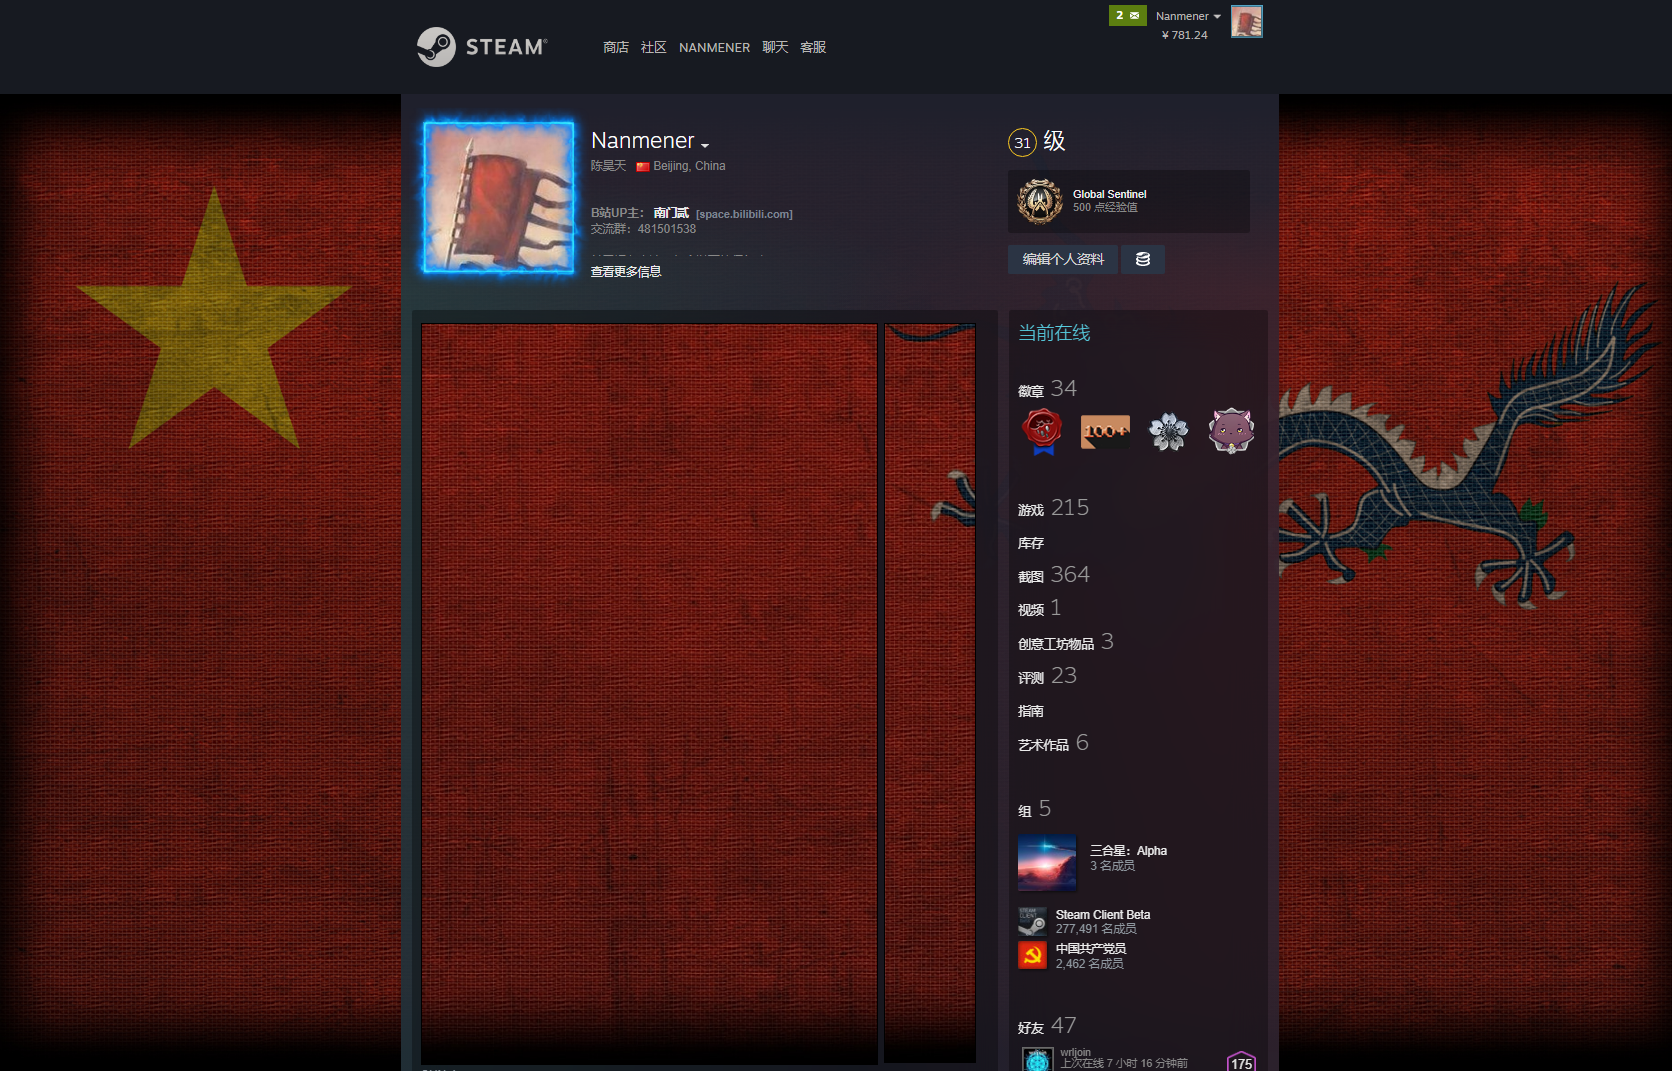 2
Nanmener
¥ 781.24
STEAM®
商店 社区 NANMENER 聊天 客服
Nanmener
陈昊天 Beijing, China
B站UP主： 南门贰 [space.bilibili.com]
交流群：481501538
查看更多信息
31 级
Global Sentinel
500 点经验值
编辑个人资料
当前在线
徽章 34
100+
游戏 215
库存
截图 364
视频 1
创意工坊物品 3
评测 23
指南
艺术作品 6
组 5
三合星：Alpha
3 名成员
STEAM CLIENT
Steam Client Beta
277,491 名成员
中国共产党员
2,462 名成员
好友 47
wrljoin
上次在线 7 小时 16 分钟前
175